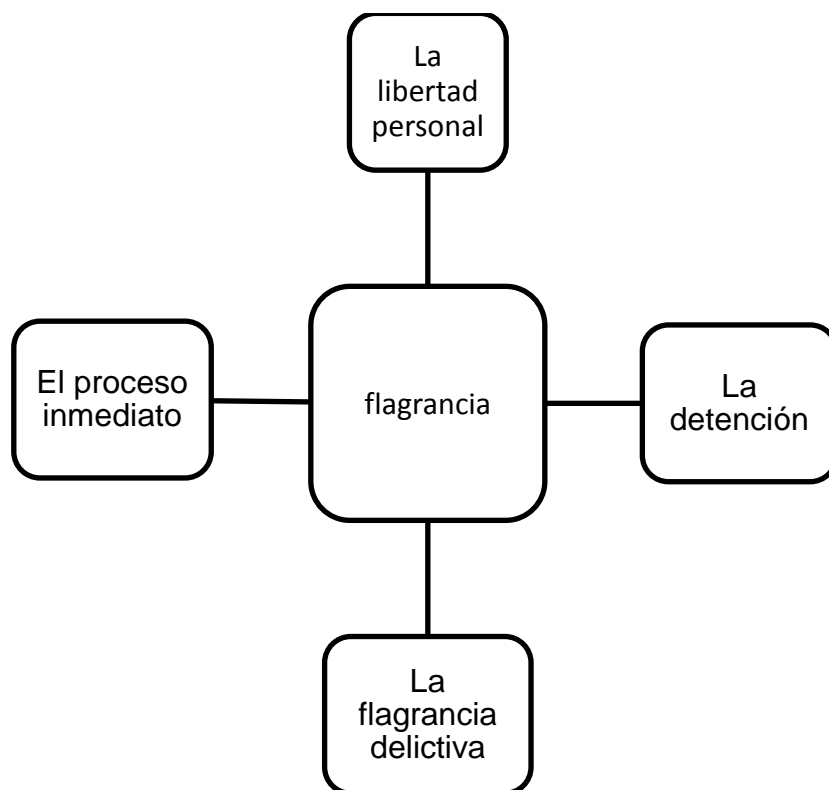 La
libertad
personal
El proceso
inmediato
flagrancia
La
detención
La
flagrancia
delictiva